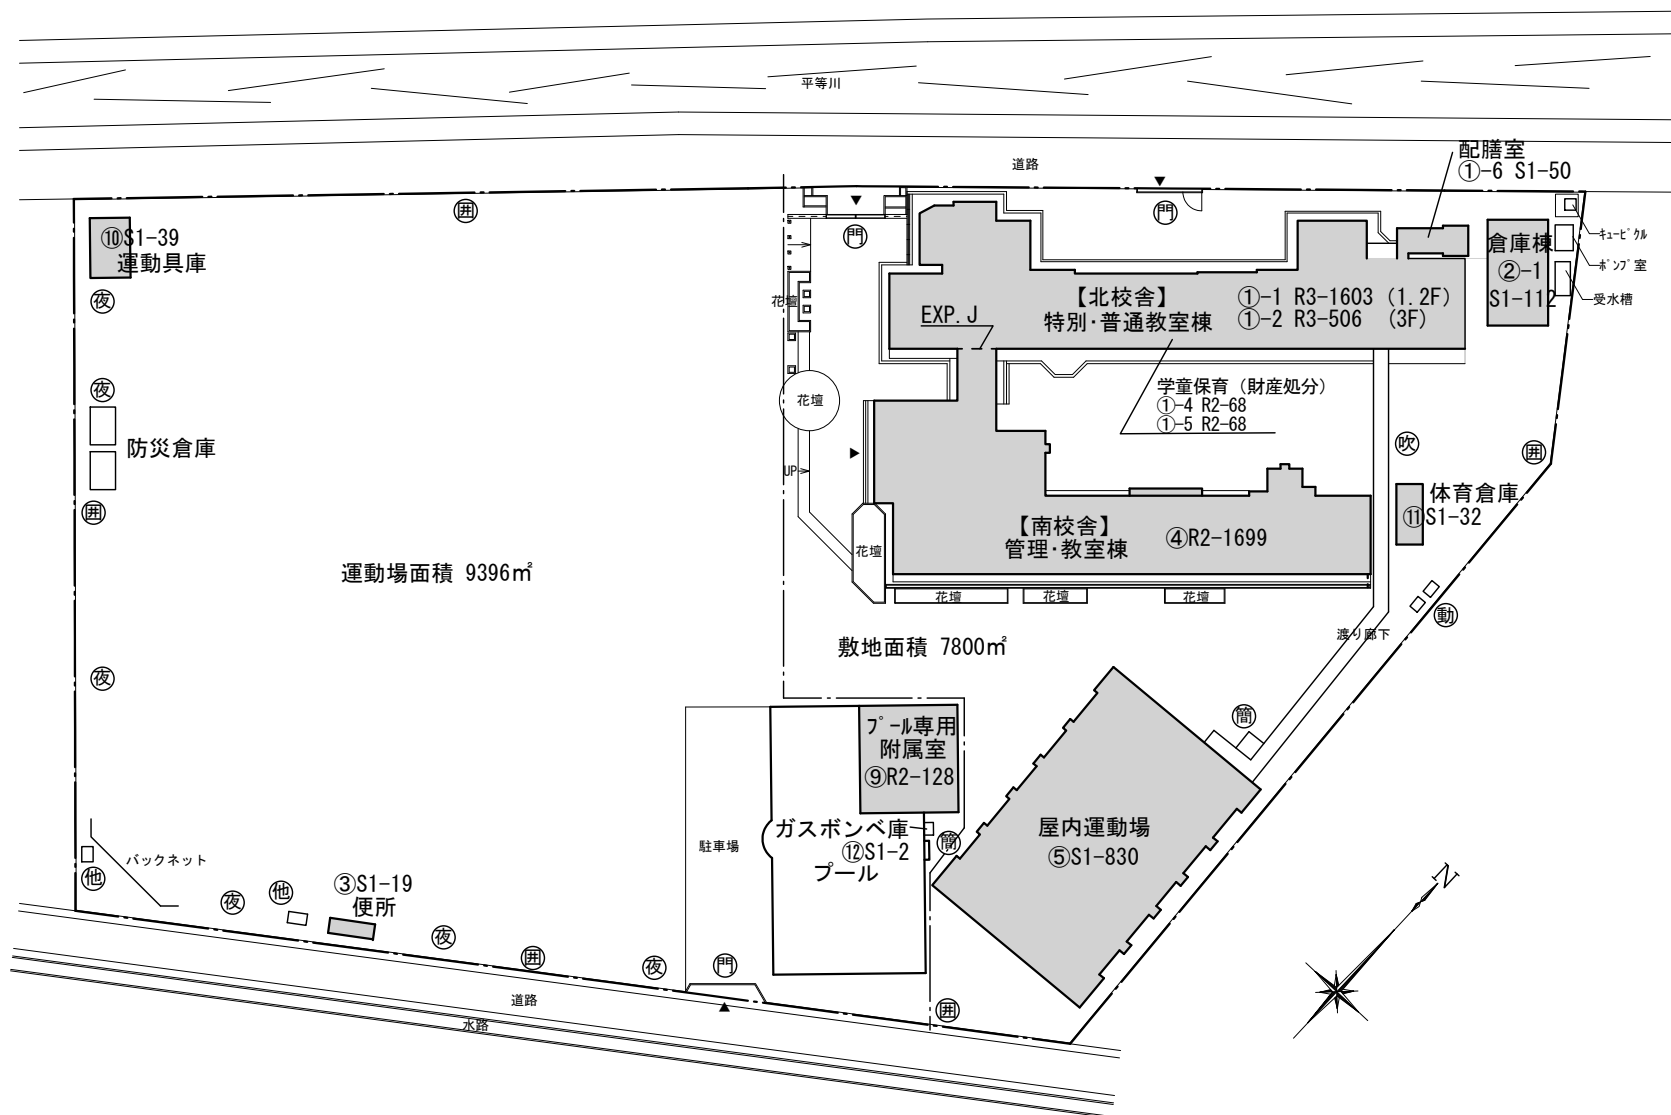 平等川
道路
配膳室
①-6 S1-50
囲
門
門
キュービクル
ポンプ室
受水槽
⑩S1-39
運動具庫
倉庫棟
②-1
S1-112
夜
花壇
【北校舎】
特別・普通教室棟
①-1 R3-1603 (1.2F)
①-2 R3-506 (3F)
EXP.J
夜
防災倉庫
囲
花壇
学童保育（財産処分）
①-4 R2-68
①-5 R2-68
吹
囲
UP
体育倉庫
⑪S1-32
【南校舎】
管理・教室棟
④R2-1699
花壇
運動場面積 9396㎡
花壇
花壇
花壇
動
渡り廊下
敷地面積 7800㎡
夜
簡
プール専用
附属室
⑨R2-128
ガスボンベ庫
⑫S1-2
プール
簡
駐車場
屋内運動場
⑤S1-830
バックネット
他
③S1-19
便所
夜
他
夜
囲
夜
門
囲
N
道路
水路